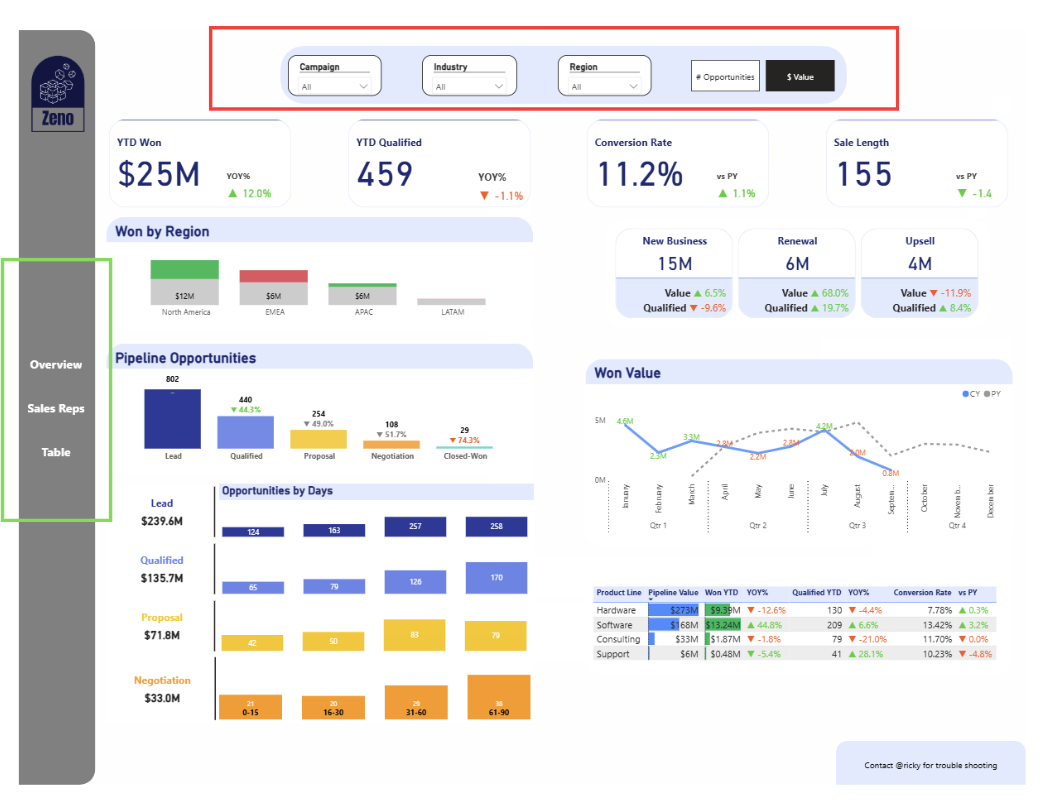 Zeno
Overview
Sales Reps
Table
Campaign
All
Industry
All
Region
All
# Opportunities
$ Value
YTD Won
$25M
YOY%
▲ 12.0%
YTD Qualified
459
YOY%
▼ -1.1%
Conversion Rate
11.2%
vs PY
▲ 1.1%
Sale Length
155
vs PY
▼ -1.4
Won by Region
$12M
$6M
$6M
North America
EMEA
APAC
LATAM
New Business
15M
Value ▲ 6.5%
Qualified ▼ -9.6%
Renewal
6M
Value ▲ 68.0%
Qualified ▲ 19.7%
Upsell
4M
Value ▼ -11.9%
Qualified ▲ 8.4%
Pipeline Opportunities
802
440
▼ 44.3%
254
▼ 49.0%
108
▼ 51.7%
29
▼ 74.3%
Lead
Qualified
Proposal
Negotiation
Closed-Won
Won Value
CY PY
5M
0M
4.6M
2.3M
3.3M
2.8M
2.2M
2.8M
4.2M
2.0M
0.8M
January
February
March
April
May
June
July
August
Septem...
October
Novemb...
December
Qtr 1
Qtr 2
Qtr 3
Qtr 4
Opportunities by Days
Lead
$239.6M
124
163
257
258
Qualified
$135.7M
65
79
126
170
Proposal
$71.8M
42
50
83
79
Negotiation
$33.0M
21
20
29
38
0-15
16-30
31-60
61-90
Product Line Pipeline Value Won YTD YOY% Qualified YTD YOY% Conversion Rate vs PY
Hardware $273M $9.39M ▼ -12.6% 130 ▼ -4.4% 7.78% ▲ 0.3%
Software $168M $13.24M ▲ 44.8% 209 ▲ 6.6% 13.42% ▲ 3.2%
Consulting $33M $1.87M ▼ -1.8% 79 ▼ -21.0% 11.70% ▼ 0.0%
Support $6M $0.48M ▼ -5.4% 41 ▲ 28.1% 10.23% ▼ -4.8%
Contact @ricky for trouble shooting